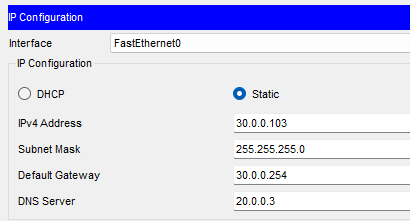 IP Configuration
Interface FastEthernet0
IP Configuration
DHCP Static
IPv4 Address 30.0.0.103
Subnet Mask 255.255.255.0
Default Gateway 30.0.0.254
DNS Server 20.0.0.3